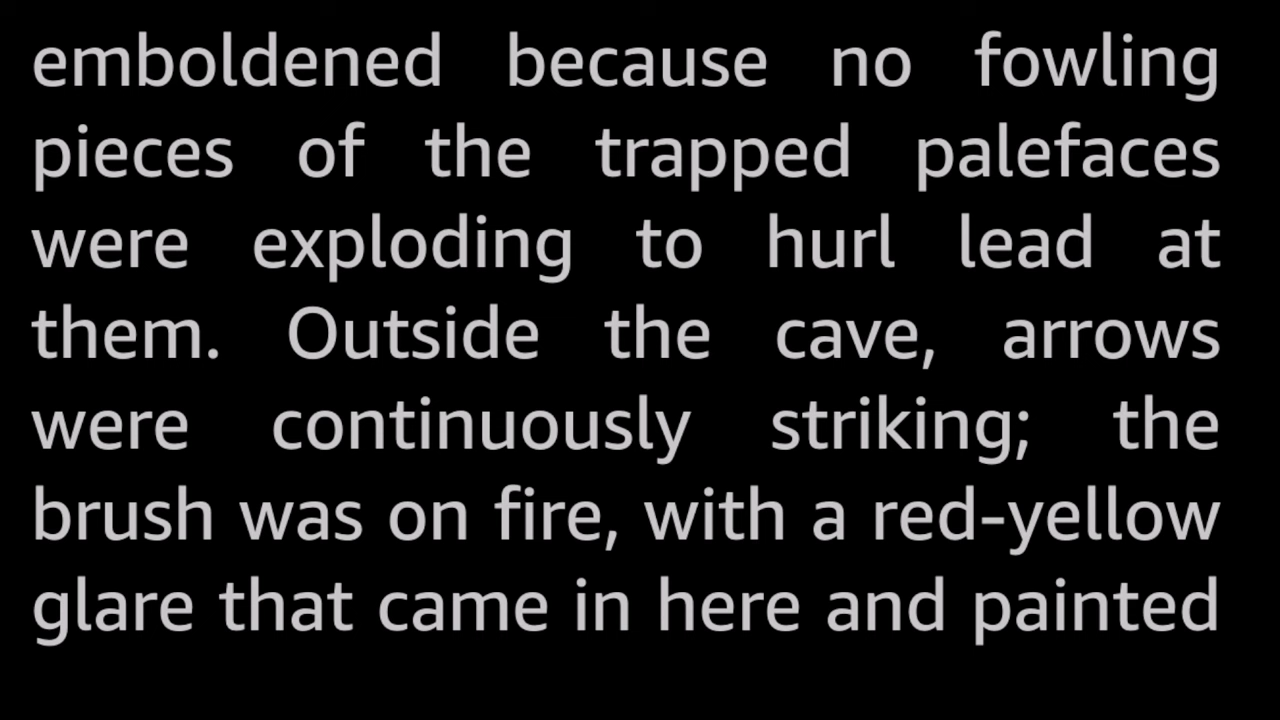 emboldened because no fowling
pieces of the trapped palefaces
were exploding to hurl lead at
them. Outside the cave, arrows
were continuously striking; the
brush was on fire, with a red-yellow
glare that came in here and painted